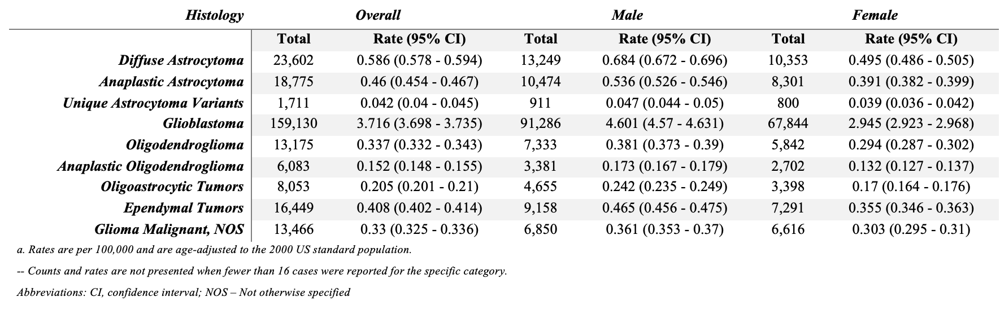 Histology Overall Male Female
Total Rate (95% CI) Total Rate (95% CI) Total Rate (95% CI)
Diffuse Astrocytoma 23,602 0.586 (0.578 - 0.594) 13,249 0.684 (0.672 - 0.696) 10,353 0.495 (0.486 - 0.505)
Anaplastic Astrocytoma 18,775 0.46 (0.454 - 0.467) 10,474 0.536 (0.526 - 0.546) 8,301 0.391 (0.382 - 0.399)
Unique Astrocytoma Variants 1,711 0.042 (0.04 - 0.045) 911 0.047 (0.044 - 0.05) 800 0.039 (0.036 - 0.042)
Glioblastoma 159,130 3.716 (3.698 - 3.735) 91,286 4.601 (4.57 - 4.631) 67,844 2.945 (2.923 - 2.968)
Oligodendroglioma 13,175 0.337 (0.332 - 0.343) 7,333 0.381 (0.373 - 0.39) 5,842 0.294 (0.287 - 0.302)
Anaplastic Oligodendroglioma 6,083 0.152 (0.148 - 0.155) 3,381 0.173 (0.167 - 0.179) 2,702 0.132 (0.127 - 0.137)
Oligoastrocytic Tumors 8,053 0.205 (0.201 - 0.21) 4,655 0.242 (0.235 - 0.249) 3,398 0.17 (0.164 - 0.176)
Ependymal Tumors 16,449 0.408 (0.402 - 0.414) 9,158 0.465 (0.456 - 0.475) 7,291 0.355 (0.346 - 0.363)
Glioma Malignant, NOS 13,466 0.33 (0.325 - 0.336) 6,850 0.361 (0.353 - 0.37) 6,616 0.303 (0.295 - 0.31)
a. Rates are per 100,000 and are age-adjusted to the 2000 US standard population.
-- Counts and rates are not presented when fewer than 16 cases were reported for the specific category.
Abbreviations: CI, confidence interval; NOS – Not otherwise specified